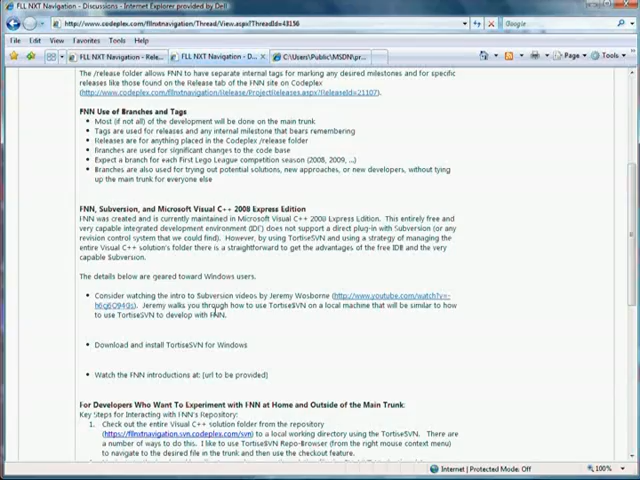 FLL NXT Navigation - Discussions - Internet Explorer provided by Dell
http://www.codeplex.com/fllnxtnavigation/Thread/View.aspx?ThreadId=43156
Google
File Edit View Favorites Tools Help
FLL NXT Navigation - Rele...
FLL NXT Navigation - D...
C:\Users\Public\MSDN\pr...
Page
Tools
The /release folder allows FNN to have separate internal tags for marking any desired milestones and for specific
releases like those found on the Release tab of the FNN site on Codeplex
(http://www.codeplex.com/fllnxtnavigation/Release/ProjectReleases.aspx?ReleaseId=21107).
FNN Use of Branches and Tags
• Most (if not all) of the development will be done on the main trunk
• Tags are used for releases and any internal milestone that bears remembering
• Releases are for anything placed in the Codeplex /release folder
• Branches are used for significant changes to the code base
• Expect a branch for each First Lego League competition season (2008, 2009, ...)
• Branches are also used for trying out potential solutions, new approaches, or new developers, without tying
up the main trunk for everyone else
FNN, Subversion, and Microsoft Visual C++ 2008 Express Edition
FNN was created and is currently maintained in Microsoft Visual C++ 2008 Express Edition. This entirely free and
very capable integrated development environment (IDE) does not support a direct plug-in with Subversion (or any
revision control system that we could find). However, by using TortoiseSVN and using a strategy of managing the
entire Visual C++ solution's folder there is a straightforward to get the advantages of the free IDE and the very
capable Subversion.
The details below are geared toward Windows users.
• Consider watching the intro to Subversion videos by Jeremy Wosborne (http://www.youtube.com/watch?v=-
Jeremy walks you through how to use TortoiseSVN on a local machine that will be similar to how
to use TortoiseSVN to develop with FNN.
• Download and install TortoiseSVN for Windows
• Watch the FNN introductions at: [url to be provided]
For Developers Who Want To Experiment with FNN at Home and Outside of the Main Trunk:
Key Steps for Interacting with FNN's Repository:
1. Check out the entire Visual C++ solution folder from the repository
(https://fllnxtnavigation.svn.codeplex.com/svn) to a local working directory using the TortoiseSVN. There are
a number of ways to do this. I like to use TortoiseSVN Repo-Browser (from the right mouse context menu)
to navigate to the desired file in the trunk and then use the checkout feature.
Internet | Protected Mode: Off
100%